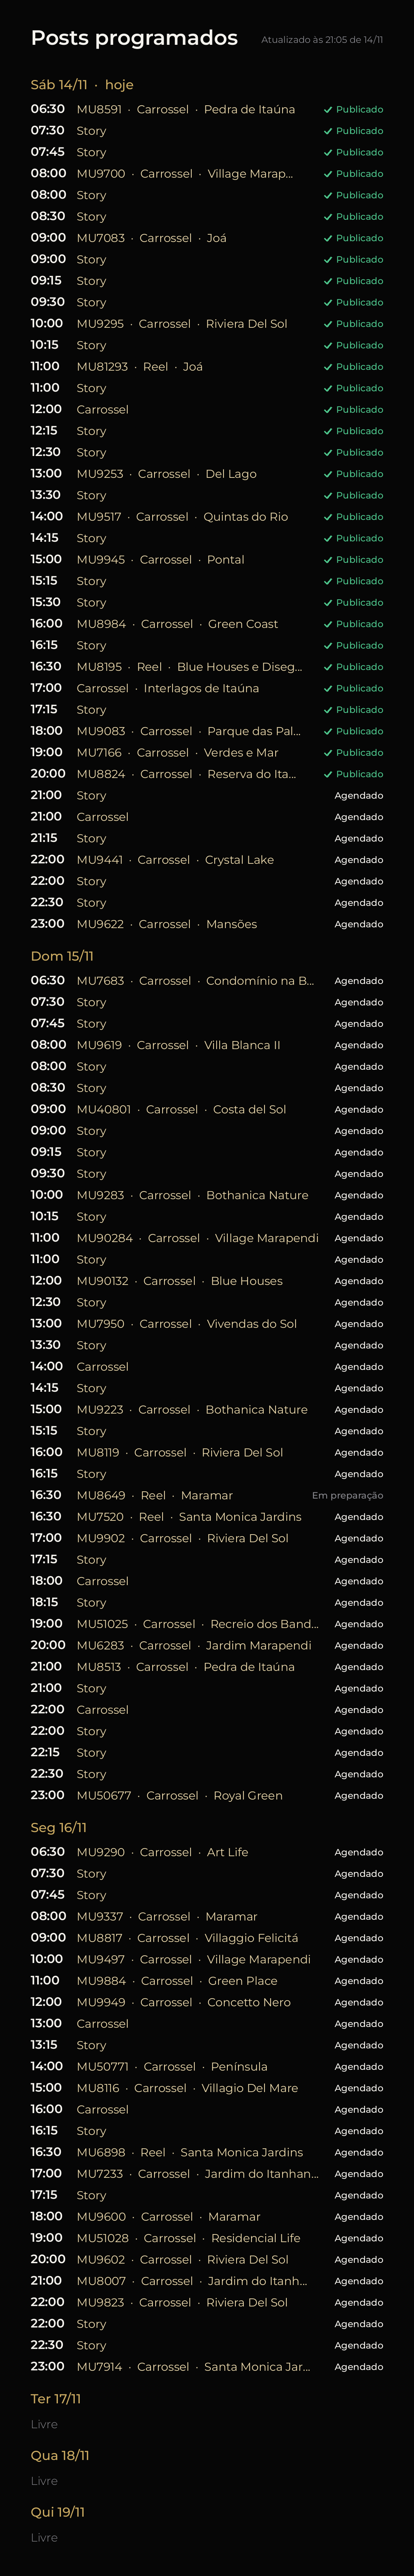 Posts programados Atualizado às 21:05 de 14/11
Sáb 14/11 · hoje
06:30 MU8591 · Carrossel · Pedra de Itaúna ✓ Publicado
07:30 Story ✓ Publicado
07:45 Story ✓ Publicado
08:00 MU9700 · Carrossel · Village Marap... ✓ Publicado
08:00 Story ✓ Publicado
08:30 Story ✓ Publicado
09:00 MU7083 · Carrossel · Joá ✓ Publicado
09:00 Story ✓ Publicado
09:15 Story ✓ Publicado
09:30 Story ✓ Publicado
10:00 MU9295 · Carrossel · Riviera Del Sol ✓ Publicado
10:15 Story ✓ Publicado
11:00 MU81293 · Reel · Joá ✓ Publicado
11:00 Story ✓ Publicado
12:00 Carrossel ✓ Publicado
12:15 Story ✓ Publicado
12:30 Story ✓ Publicado
13:00 MU9253 · Carrossel · Del Lago ✓ Publicado
13:30 Story ✓ Publicado
14:00 MU9517 · Carrossel · Quintas do Rio ✓ Publicado
14:15 Story ✓ Publicado
15:00 MU9945 · Carrossel · Pontal ✓ Publicado
15:15 Story ✓ Publicado
15:30 Story ✓ Publicado
16:00 MU8984 · Carrossel · Green Coast ✓ Publicado
16:15 Story ✓ Publicado
16:30 MU8195 · Reel · Blue Houses e Diseg... ✓ Publicado
17:00 Carrossel · Interlagos de Itaúna ✓ Publicado
17:15 Story ✓ Publicado
18:00 MU9083 · Carrossel · Parque das Pal... ✓ Publicado
19:00 MU7166 · Carrossel · Verdes e Mar ✓ Publicado
20:00 MU8824 · Carrossel · Reserva do Ita... ✓ Publicado
21:00 Story Agendado
21:00 Carrossel Agendado
21:15 Story Agendado
22:00 MU9441 · Carrossel · Crystal Lake Agendado
22:00 Story Agendado
22:30 Story Agendado
23:00 MU9622 · Carrossel · Mansões Agendado
Dom 15/11
06:30 MU7683 · Carrossel · Condomínio na B... Agendado
07:30 Story Agendado
07:45 Story Agendado
08:00 MU9619 · Carrossel · Villa Blanca II Agendado
08:00 Story Agendado
08:30 Story Agendado
09:00 MU40801 · Carrossel · Costa del Sol Agendado
09:00 Story Agendado
09:15 Story Agendado
09:30 Story Agendado
10:00 MU9283 · Carrossel · Bothanica Nature Agendado
10:15 Story Agendado
11:00 MU90284 · Carrossel · Village Marapendi Agendado
11:00 Story Agendado
12:00 MU90132 · Carrossel · Blue Houses Agendado
12:30 Story Agendado
13:00 MU7950 · Carrossel · Vivendas do Sol Agendado
13:30 Story Agendado
14:00 Carrossel Agendado
14:15 Story Agendado
15:00 MU9223 · Carrossel · Bothanica Nature Agendado
15:15 Story Agendado
16:00 MU8119 · Carrossel · Riviera Del Sol Agendado
16:15 Story Agendado
16:30 MU8649 · Reel · Maramar Em preparação
16:30 MU7520 · Reel · Santa Monica Jardins Agendado
17:00 MU9902 · Carrossel · Riviera Del Sol Agendado
17:15 Story Agendado
18:00 Carrossel Agendado
18:15 Story Agendado
19:00 MU51025 · Carrossel · Recreio dos Band... Agendado
20:00 MU6283 · Carrossel · Jardim Marapendi Agendado
21:00 MU8513 · Carrossel · Pedra de Itaúna Agendado
21:00 Story Agendado
22:00 Carrossel Agendado
22:00 Story Agendado
22:15 Story Agendado
22:30 Story Agendado
23:00 MU50677 · Carrossel · Royal Green Agendado
Seg 16/11
06:30 MU9290 · Carrossel · Art Life Agendado
07:30 Story Agendado
07:45 Story Agendado
08:00 MU9337 · Carrossel · Maramar Agendado
09:00 MU8817 · Carrossel · Villaggio Felicitá Agendado
10:00 MU9497 · Carrossel · Village Marapendi Agendado
11:00 MU9884 · Carrossel · Green Place Agendado
12:00 MU9949 · Carrossel · Concetto Nero Agendado
13:00 Carrossel Agendado
13:15 Story Agendado
14:00 MU50771 · Carrossel · Península Agendado
15:00 MU8116 · Carrossel · Villagio Del Mare Agendado
16:00 Carrossel Agendado
16:15 Story Agendado
16:30 MU6898 · Reel · Santa Monica Jardins Agendado
17:00 MU7233 · Carrossel · Jardim do Itanhan... Agendado
17:15 Story Agendado
18:00 MU9600 · Carrossel · Maramar Agendado
19:00 MU51028 · Carrossel · Residencial Life Agendado
20:00 MU9602 · Carrossel · Riviera Del Sol Agendado
21:00 MU8007 · Carrossel · Jardim do Itanh... Agendado
22:00 MU9823 · Carrossel · Riviera Del Sol Agendado
22:00 Story Agendado
22:30 Story Agendado
23:00 MU7914 · Carrossel · Santa Monica Jar... Agendado
Ter 17/11
Livre
Qua 18/11
Livre
Qui 19/11
Livre